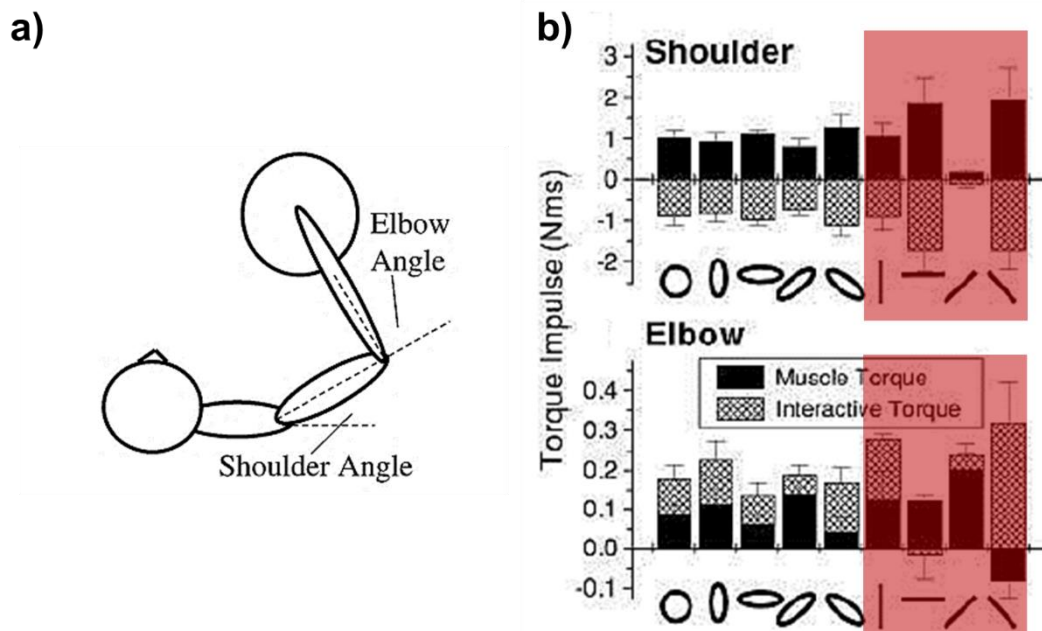 a)
Elbow
Angle
Shoulder Angle
b)
Torque Impulse (Nms)
Shoulder
3
2
1
0
-1
-2
Elbow
Muscle Torque
Interactive Torque
0.4
0.3
0.2
0.1
0.0
-0.1